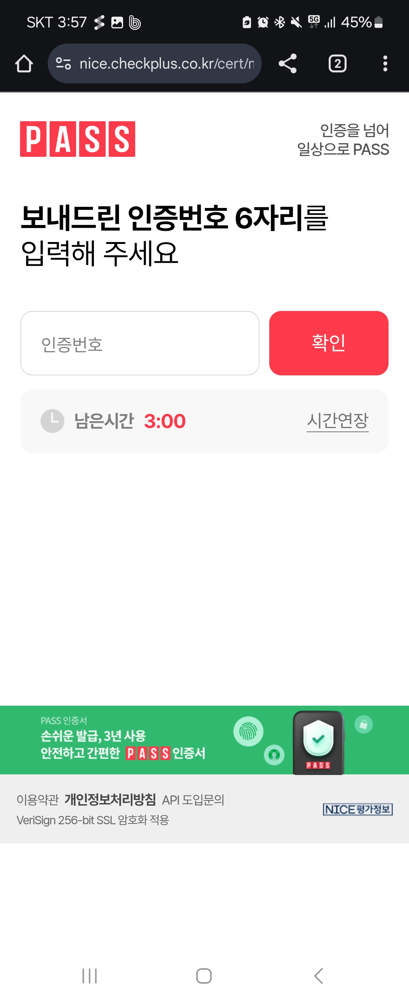 SKT 3:57
5G
45%
nice.checkplus.co.kr/cert/
2
PASS
인증을 넘어
일상으로 PASS
보내드린 인증번호 6자리를
입력해 주세요
인증번호
확인
남은시간 3:00
시간연장
PASS 인증서
손쉬운 발급, 3년 사용
안전하고 간편한 PASS 인증서
PASS
이용약관 개인정보처리방침 API 도입문의
VeriSign 256-bit SSL 암호화 적용
NICE평가정보